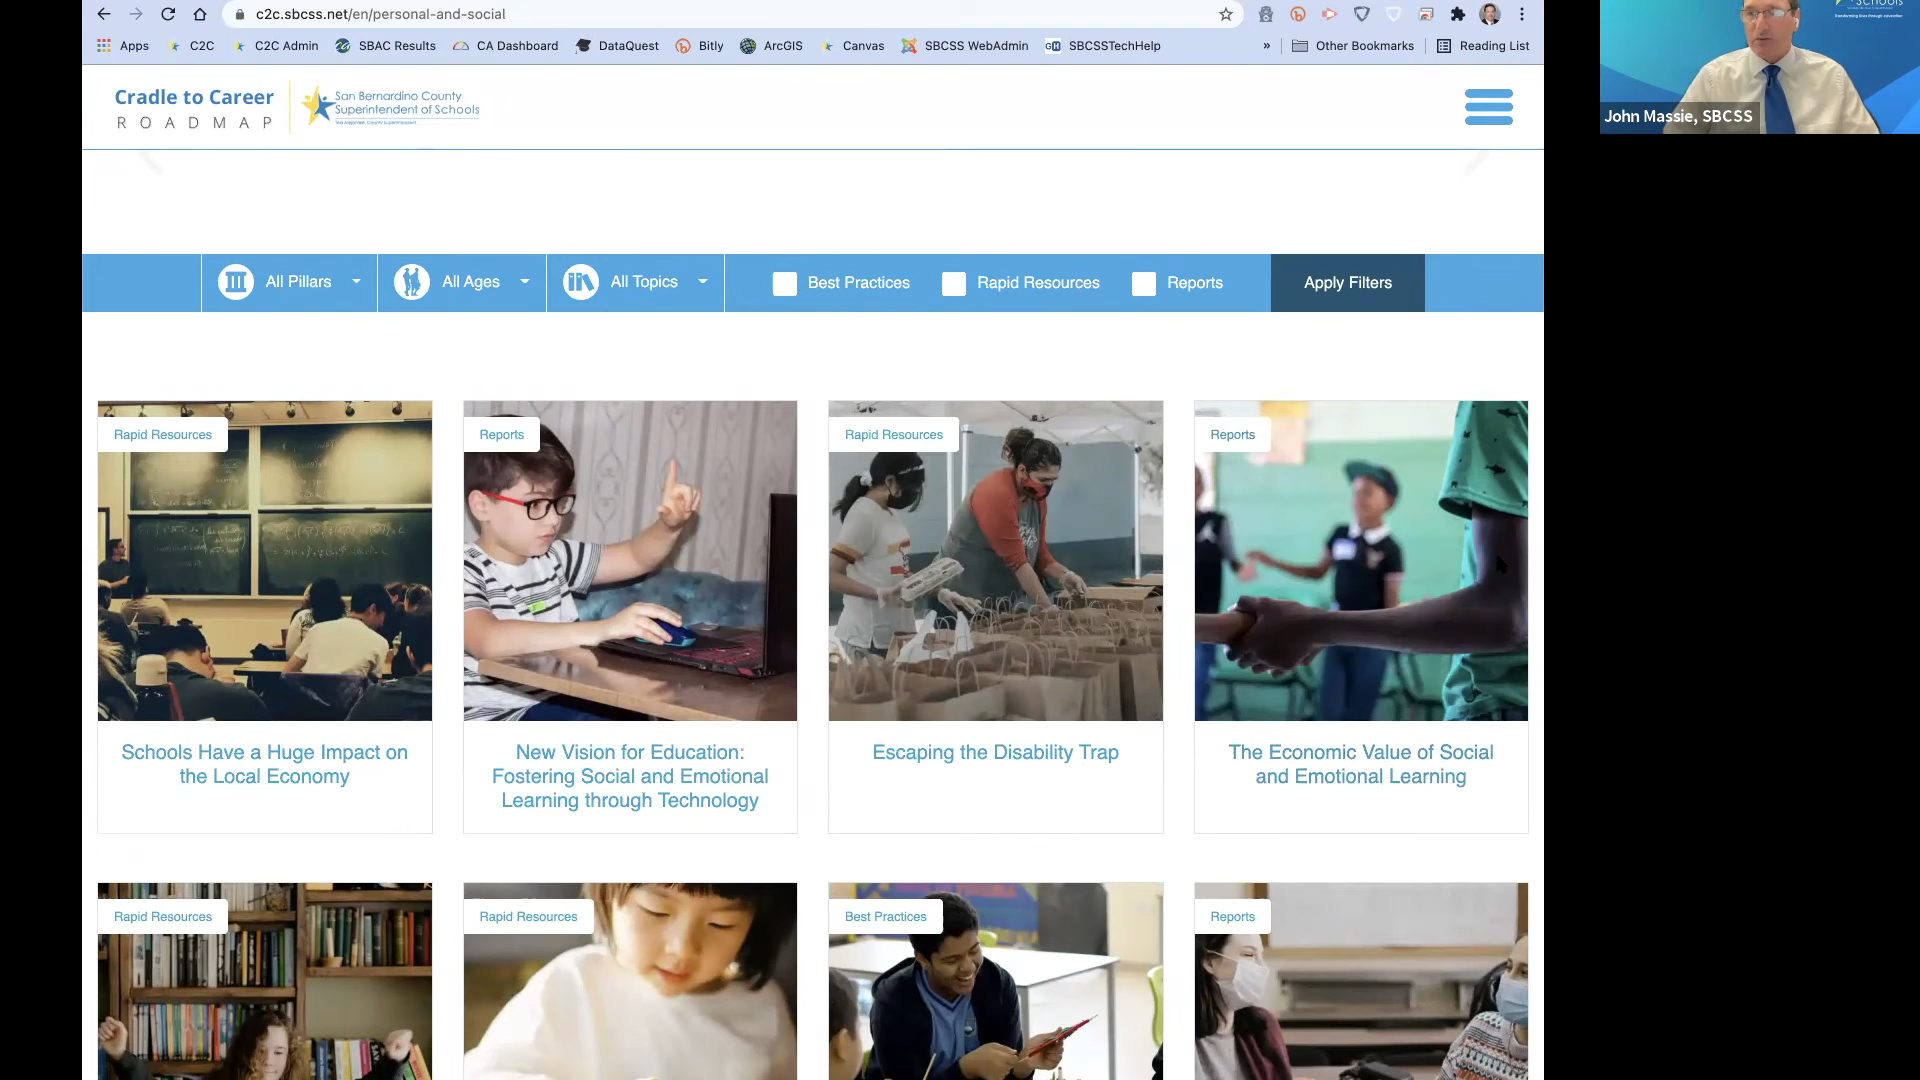 c2c.sbcss.net/en/personal-and-social
Apps C2C C2C Admin SBAC Results CA Dashboard DataQuest Bitly ArcGIS Canvas SBCSS WebAdmin SBCSSTechHelp » Other Bookmarks Reading List
Schools
Transforming lives through education
John Massie, SBCSS
Cradle to Career
ROADMAP
San Bernardino County
Superintendent of Schools
All Pillars All Ages All Topics Best Practices Rapid Resources Reports Apply Filters
Rapid Resources
Schools Have a Huge Impact on
the Local Economy
Reports
New Vision for Education:
Fostering Social and Emotional
Learning through Technology
Rapid Resources
Escaping the Disability Trap
Reports
The Economic Value of Social
and Emotional Learning
Rapid Resources
Rapid Resources
Best Practices
Reports